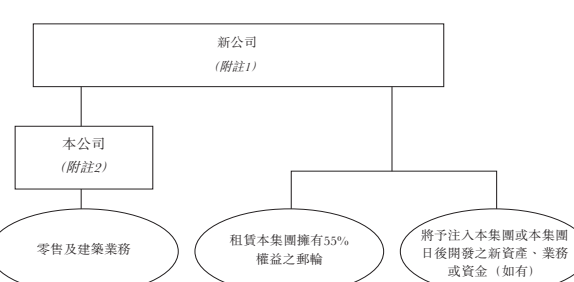 新公司
(附註1)
本公司
(附註2)
零售及建築業務
租賃本集團擁有55%
權益之郵輪
將予注入本集團或本集團
日後開發之新資產、業務
或資金（如有）